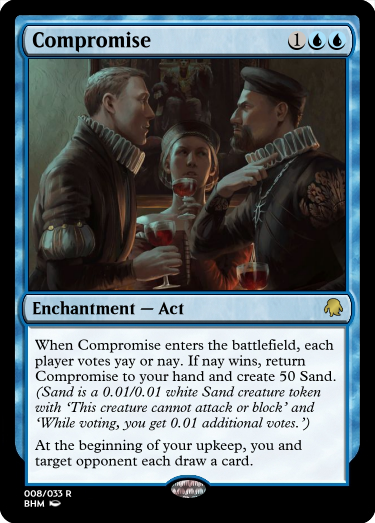 Compromise 1
Enchantment — Act
When Compromise enters the battlefield, each
player votes yay or nay. If nay wins, return
Compromise to your hand and create 50 Sand.
(Sand is a 0.01/0.01 white Sand creature token
with ‘This creature cannot attack or block’ and
‘While voting, you get 0.01 additional votes.’)
At the beginning of your upkeep, you and
target opponent each draw a card.
008/033 R
BHM